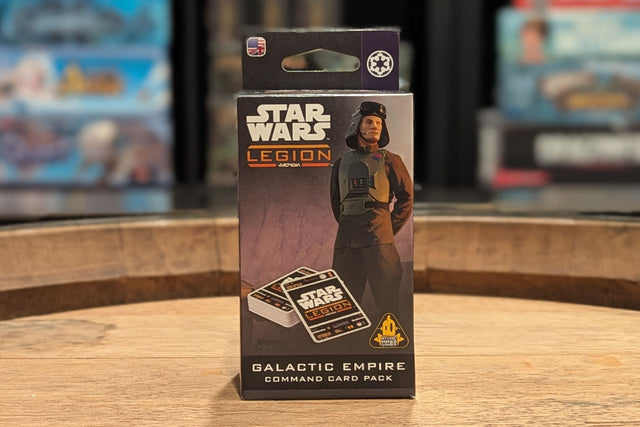 STAR
WARS
LEGION
STAR
WARS
LEGION
GALACTIC EMPIRE
COMMAND CARD PACK